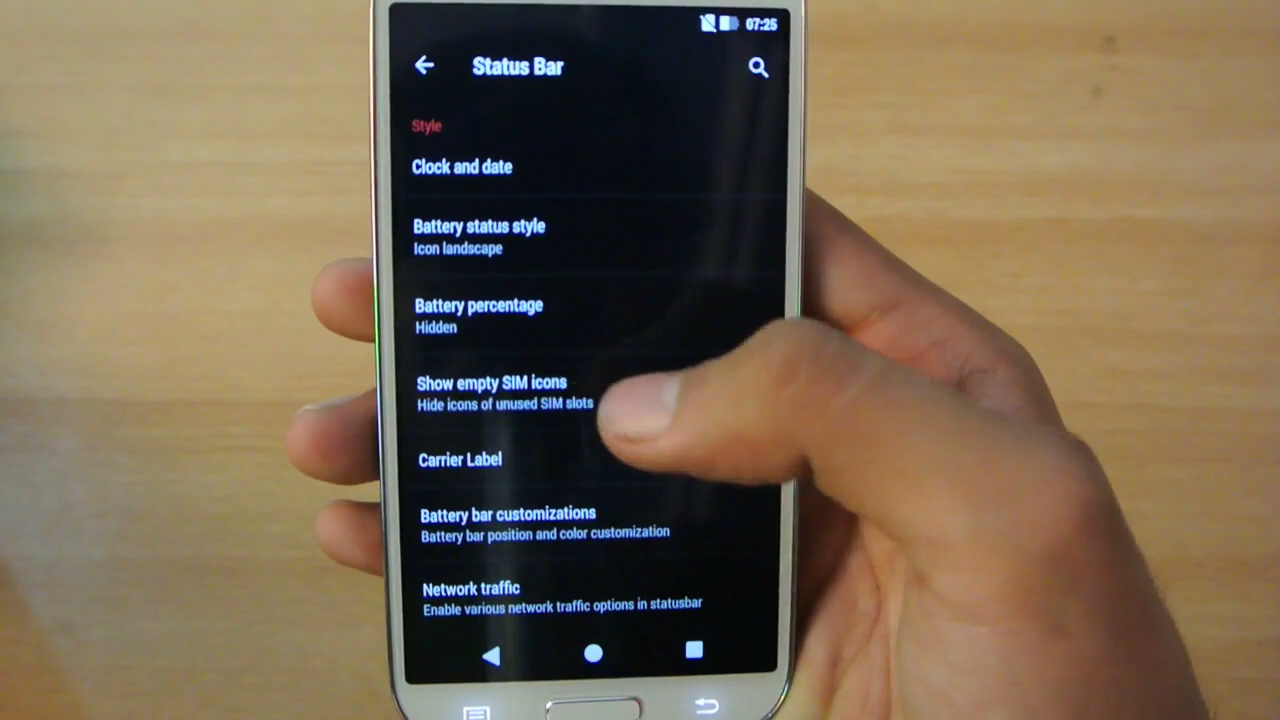 07:25
Status Bar
Style
Clock and date
Battery status style
Icon landscape
Battery percentage
Hidden
Show empty SIM icons
Hide icons of unused SIM slots
Carrier Label
Battery bar customizations
Battery bar position and color customization
Network traffic
Enable various network traffic options in statusbar